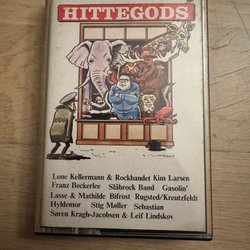 HITTEGODS
Lone Kellermann & Rockbandet Kim Larsen
Franz Beckerlee Slåbrock Band Gasolin'
Lasse & Mathilde Bifrost Rugsted/Kreutzfeldt
Hyldemor Stig Møller Sebastian
Søren Kragh-Jacobsen & Leif Lindskov